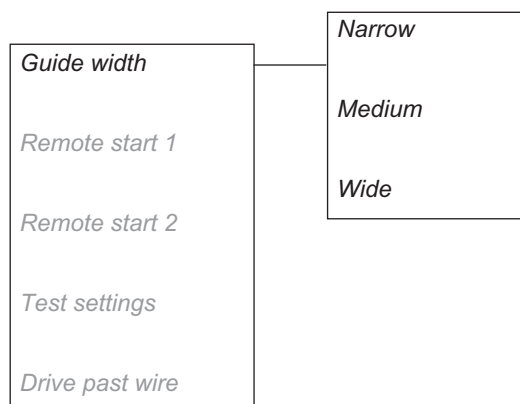 Guide width
Remote start 1
Remote start 2
Test settings
Drive past wire
Narrow
Medium
Wide